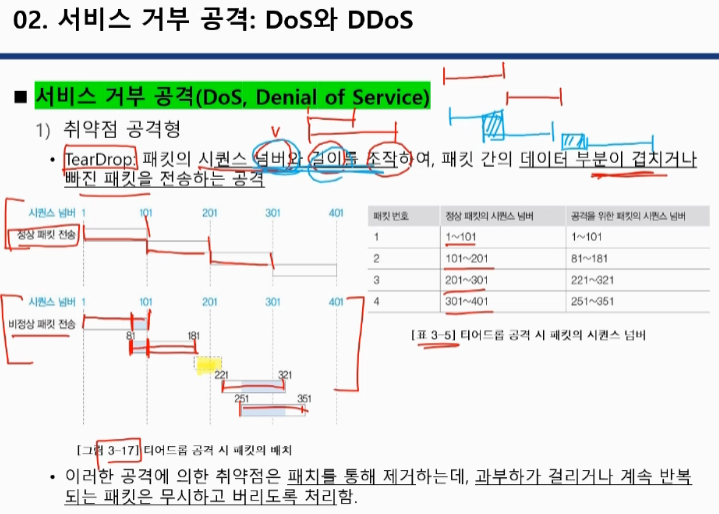 02. 서비스 거부 공격: DoS와 DDoS
■ 서비스 거부 공격(DoS, Denial of Service)
1) 취약점 공격형
V
• TearDrop: 패킷의 시퀀스 넘버와 길이를 조작하여, 패킷 간의 데이터 부분이 겹치거나
빠진 패킷을 전송하는 공격
시퀀스 넘버 1 101 201 301 401
정상 패킷 전송
시퀀스 넘버 1 101 201 301 401
비정상 패킷 전송
81 181
221 321
251 351
[그림 3-17] 티어드롭 공격 시 패킷의 배치
패킷 번호 정상 패킷의 시퀀스 넘버 공격을 위한 패킷의 시퀀스 넘버
1 1~101 1~101
2 101~201 81~181
3 201~301 221~321
4 301~401 251~351
[표 3-5] 티어드롭 공격 시 패킷의 시퀀스 넘버
• 이러한 공격에 의한 취약점은 패치를 통해 제거하는데, 과부하가 걸리거나 계속 반복
되는 패킷은 무시하고 버리도록 처리함.